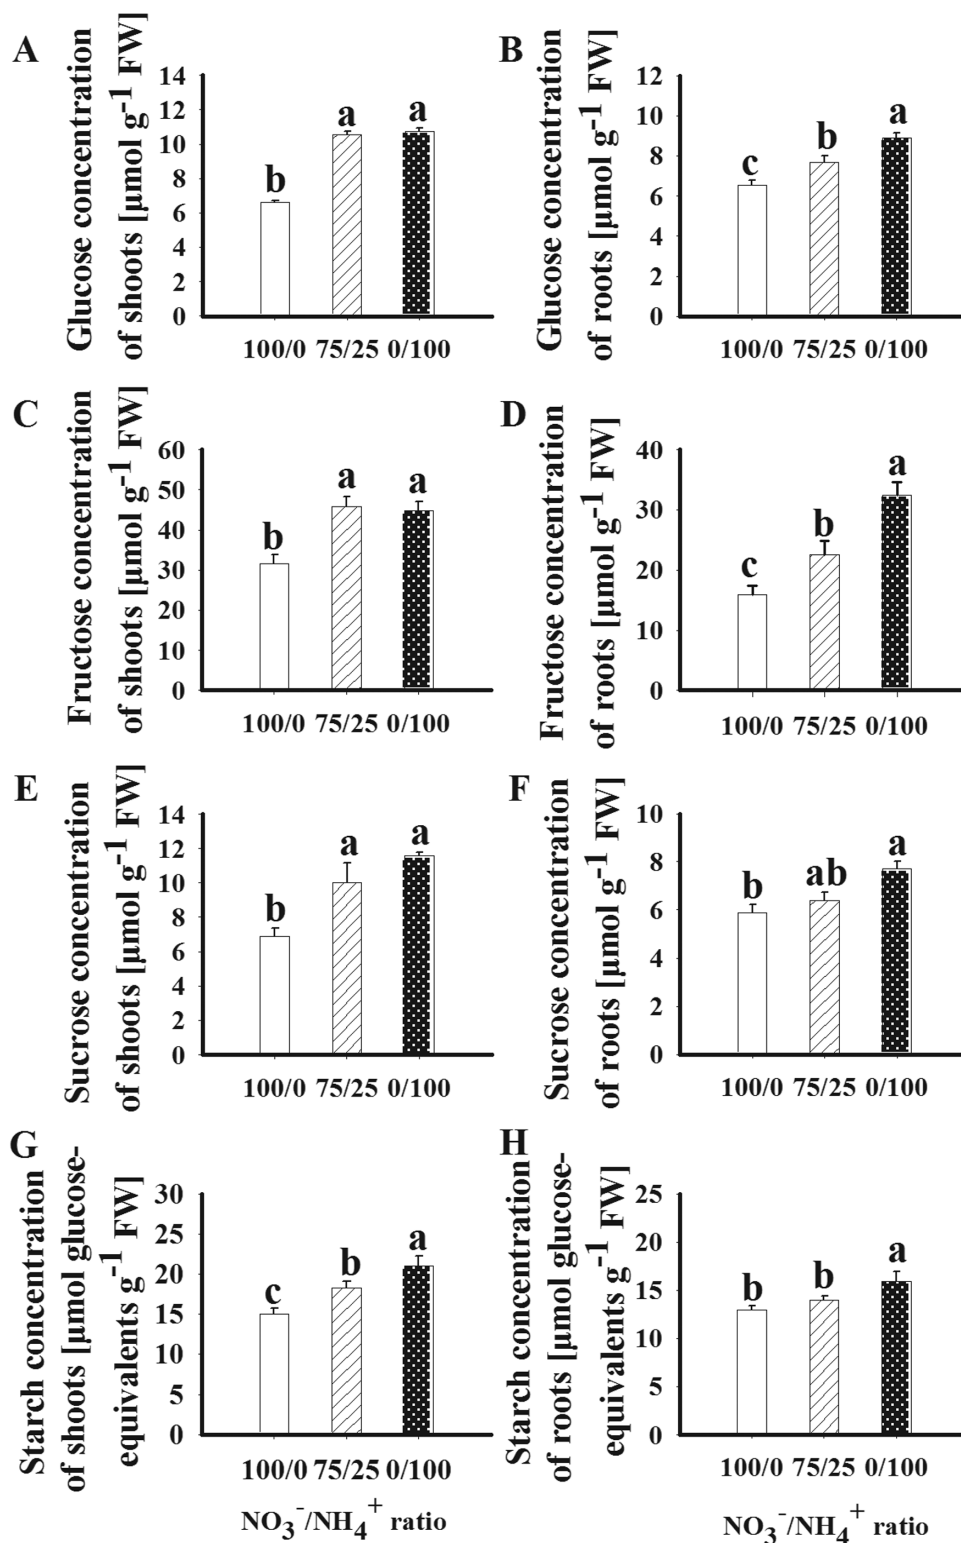 A
Glucose concentration
of shoots [µmol g⁻¹ FW]
14
12
10
8
6
4
2
0
b
a
a
100/0 75/25 0/100
B
Glucose concentration
of roots [µmol g⁻¹ FW]
12
10
8
6
4
2
0
c
b
a
100/0 75/25 0/100
C
Fructose concentration
of shoots [µmol g⁻¹ FW]
60
50
40
30
20
10
0
b
a
a
100/0 75/25 0/100
D
Fructose concentration
of roots [µmol g⁻¹ FW]
40
30
20
10
0
c
b
a
100/0 75/25 0/100
E
Sucrose concentration
of shoots [µmol g⁻¹ FW]
14
12
10
8
6
4
2
0
b
a
a
100/0 75/25 0/100
F
Sucrose concentration
of roots [µmol g⁻¹ FW]
10
8
6
4
2
0
b
ab
a
100/0 75/25 0/100
G
Starch concentration
of shoots [µmol glucose-
equivalents g⁻¹ FW]
30
25
20
15
10
5
0
c
b
a
100/0 75/25 0/100
NO₃⁻/NH₄⁺ ratio
H
Starch concentration
of roots [µmol glucose-
equivalents g⁻¹ FW]
25
20
15
10
5
0
b
b
a
100/0 75/25 0/100
NO₃⁻/NH₄⁺ ratio